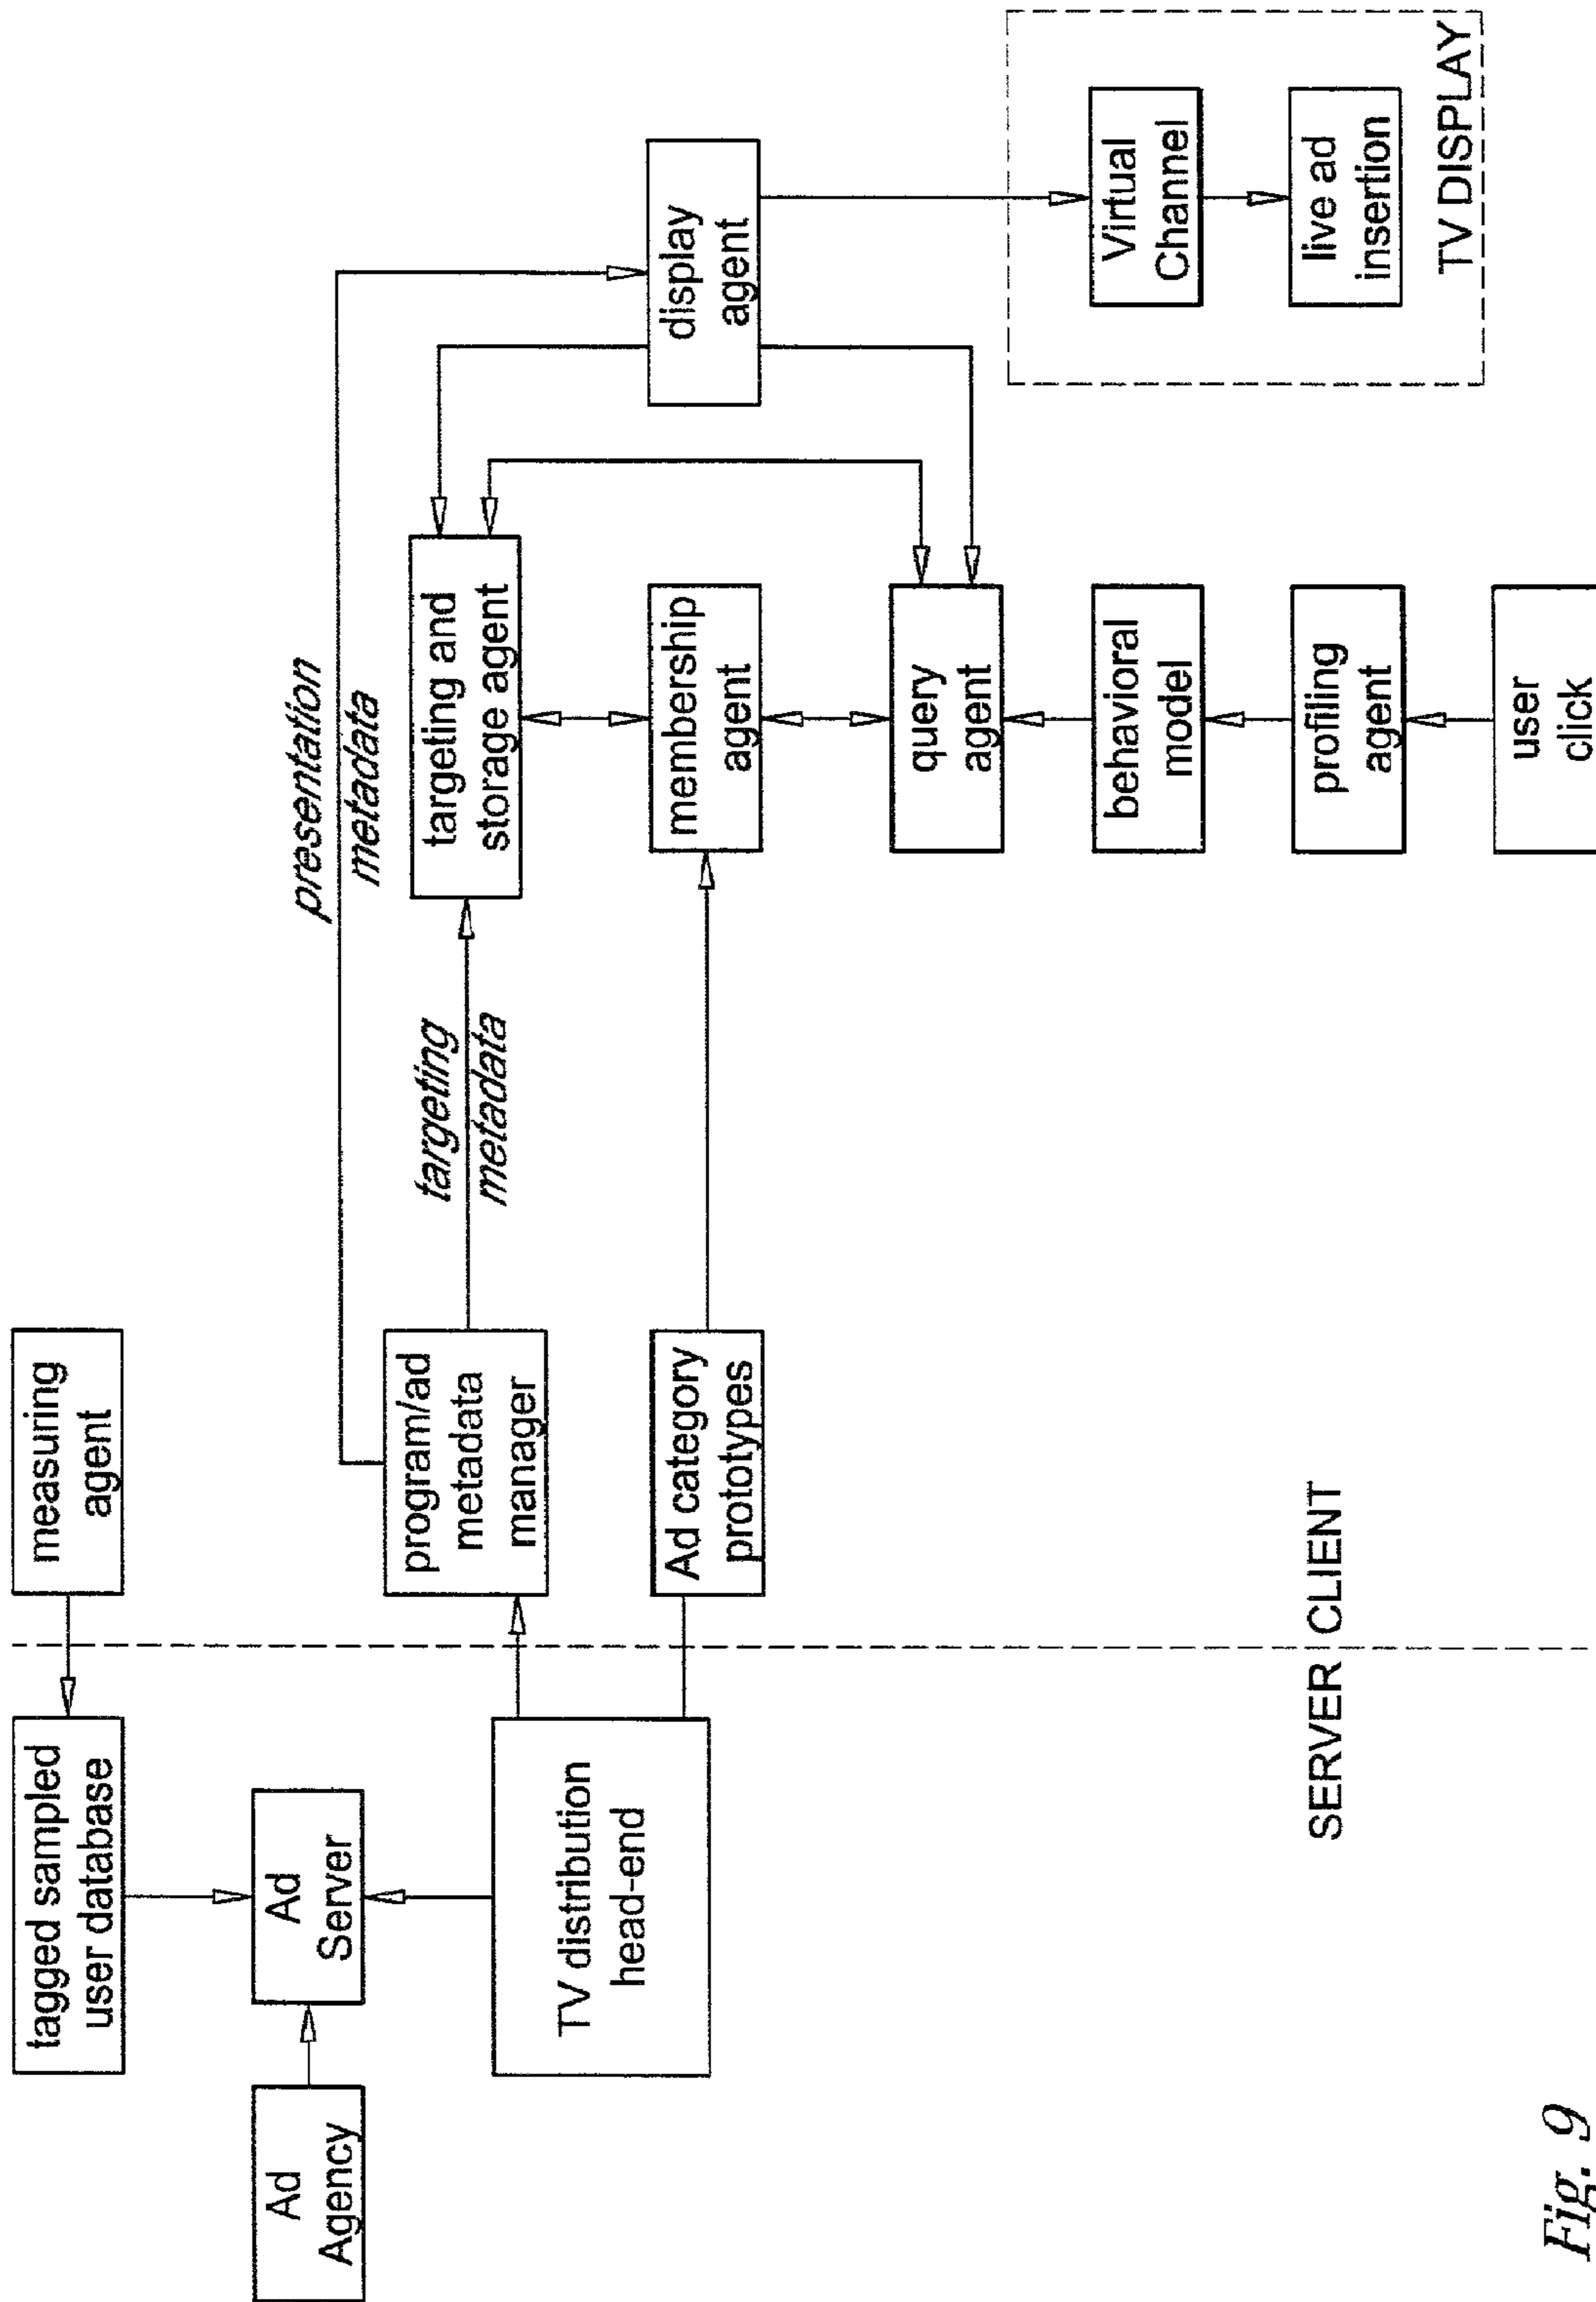 tagged sampled
user database
measuring
agent
Ad
Agency
Ad
Server
presentation
metadata
program/ad
metadata
manager
targeting
metadata
targeting and
storage agent
TV distribution
head-end
Ad category
prototypes
membership
agent
display
agent
query
agent
behavioral
model
profiling
agent
user
click
Virtual
Channel
live ad
insertion
TV DISPLAY
SERVER
CLIENT
Fig. 9